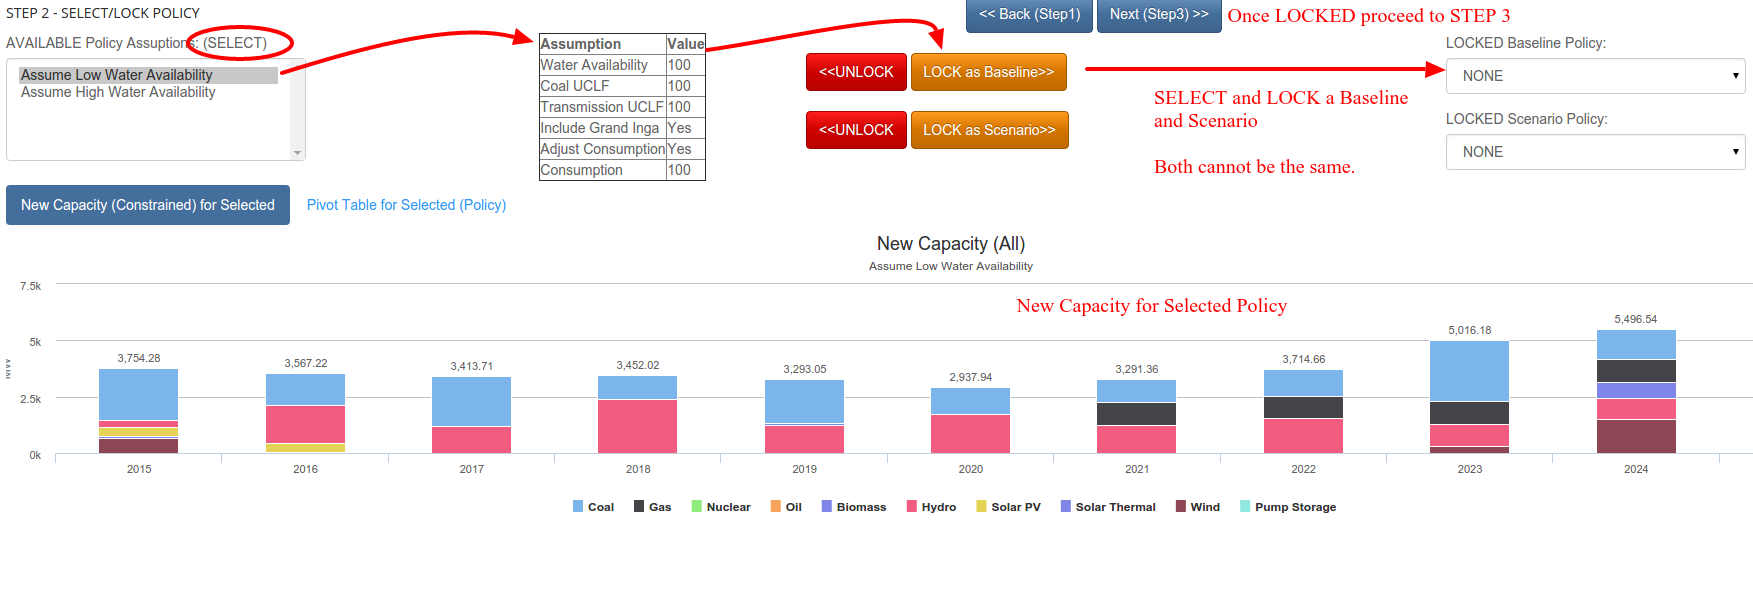 STEP 2 - SELECT/LOCK POLICY
<< Back (Step1)
Next (Step3) >>
Once LOCKED proceed to STEP 3
AVAILABLE Policy Assuptions: (SELECT)
Assume Low Water Availability
Assume High Water Availability
Assumption Value
Water Availability 100
Coal UCLF 100
Transmission UCLF 100
Include Grand Inga Yes
Adjust Consumption Yes
Consumption 100
<<UNLOCK
LOCK as Baseline>>
<<UNLOCK
LOCK as Scenario>>
SELECT and LOCK a Baseline
and Scenario
Both cannot be the same.
LOCKED Baseline Policy:
NONE
LOCKED Scenario Policy:
NONE
New Capacity (Constrained) for Selected
Pivot Table for Selected (Policy)
New Capacity (All)
Assume Low Water Availability
New Capacity for Selected Policy
7.5k
5k
2.5k
0k
3,754.28
3,567.22
3,413.71
3,452.02
3,293.05
2,937.94
3,291.36
3,714.66
5,016.18
5,496.54
2015
2016
2017
2018
2019
2020
2021
2022
2023
2024
Coal
Gas
Nuclear
Oil
Biomass
Hydro
Solar PV
Solar Thermal
Wind
Pump Storage